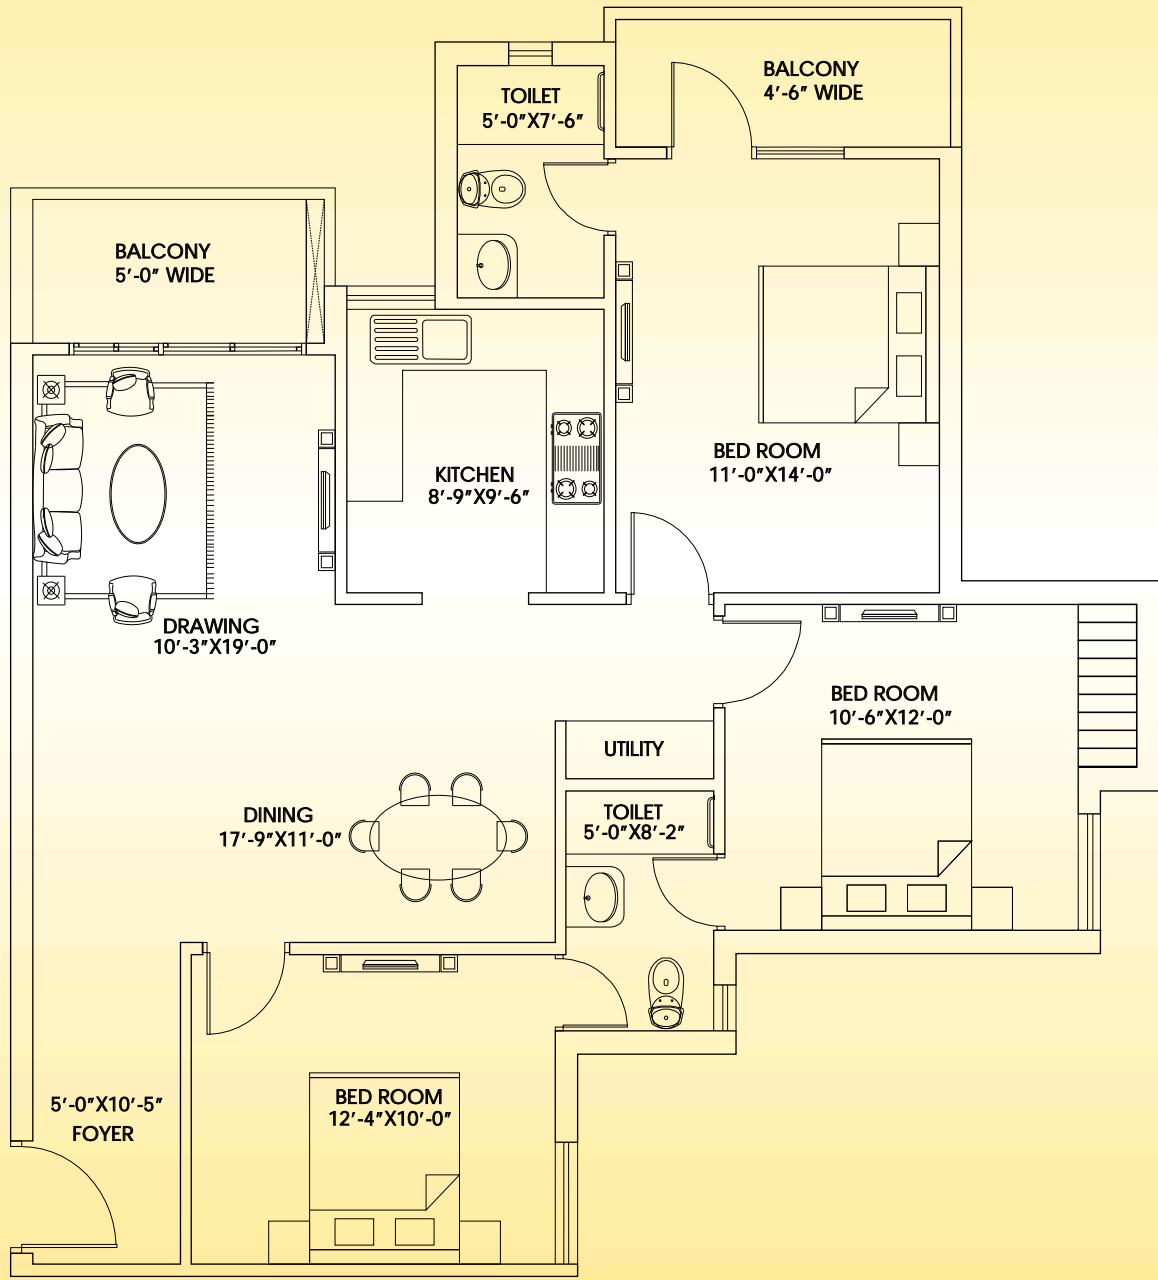 BALCONY
4'-6" WIDE
TOILET
5'-0"X7'-6"
BALCONY
5'-0" WIDE
BED ROOM
11'-0"X14'-0"
KITCHEN
8'-9"X9'-6"
DRAWING
10'-3"X19'-0"
BED ROOM
10'-6"X12'-0"
UTILITY
TOILET
5'-0"X8'-2"
DINING
17'-9"X11'-0"
BED ROOM
12'-4"X10'-0"
5'-0"X10'-5"
FOYER